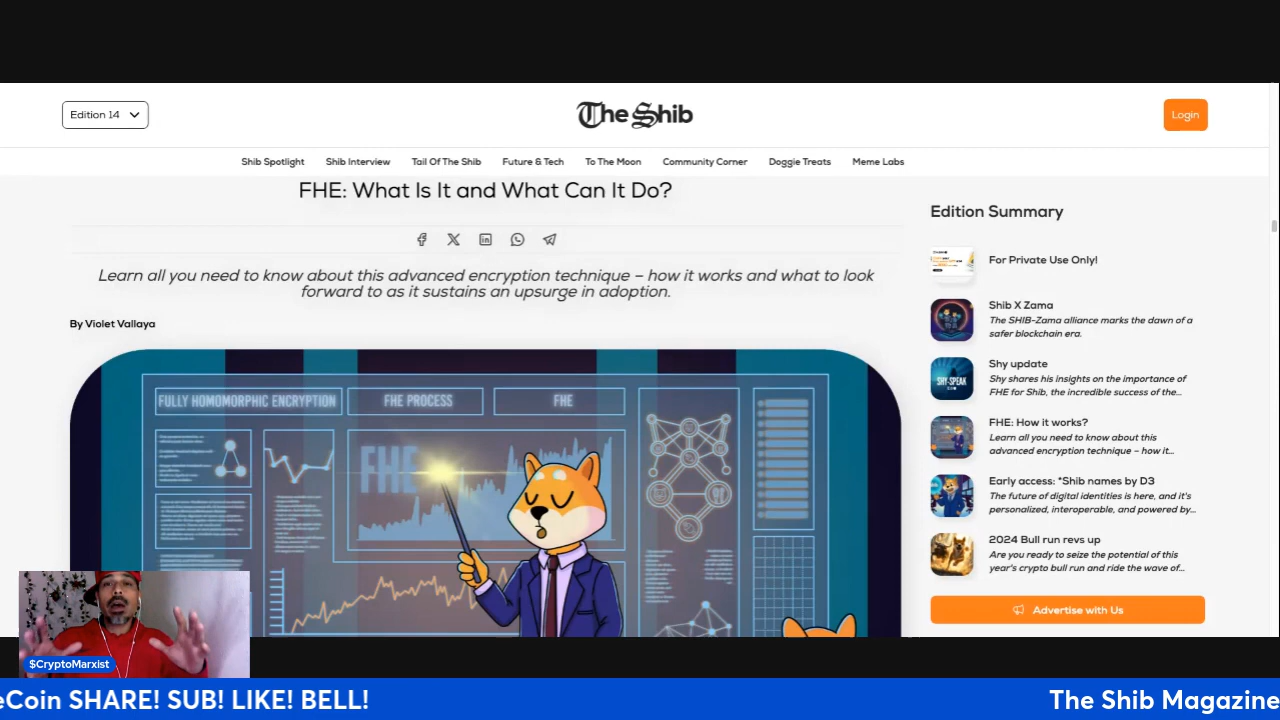 Edition 14
The Shib
Login
Shib Spotlight
Shib Interview
Tail Of The Shib
Future & Tech
To The Moon
Community Corner
Doggie Treats
Meme Labs
FHE: What Is It and What Can It Do?
Learn all you need to know about this advanced encryption technique – how it works and what to look
forward to as it sustains an upsurge in adoption.
By Violet Vallaya
FULLY HOMOMORPHIC ENCRYPTION
FHE PROCESS
FHE
FHE
Edition Summary
For Private Use Only!
Shib X Zama
The SHIB-Zama alliance marks the dawn of a
safer blockchain era.
SHY-SPEAK
Shy update
Shy shares his insights on the importance of
FHE for Shib, the incredible success of the...
FHE: How it works?
Learn all you need to know about this
advanced encryption technique – how it...
Early access: "Shib names by D3
The future of digital identities is here, and it's
personalized, interoperable, and powered by...
2024 Bull run revs up
Are you ready to seize the potential of this
year's crypto bull run and ride the wave of...
Advertise with Us
$CryptoMarxist
eCoin SHARE! SUB! LIKE! BELL!
The Shib Magazine